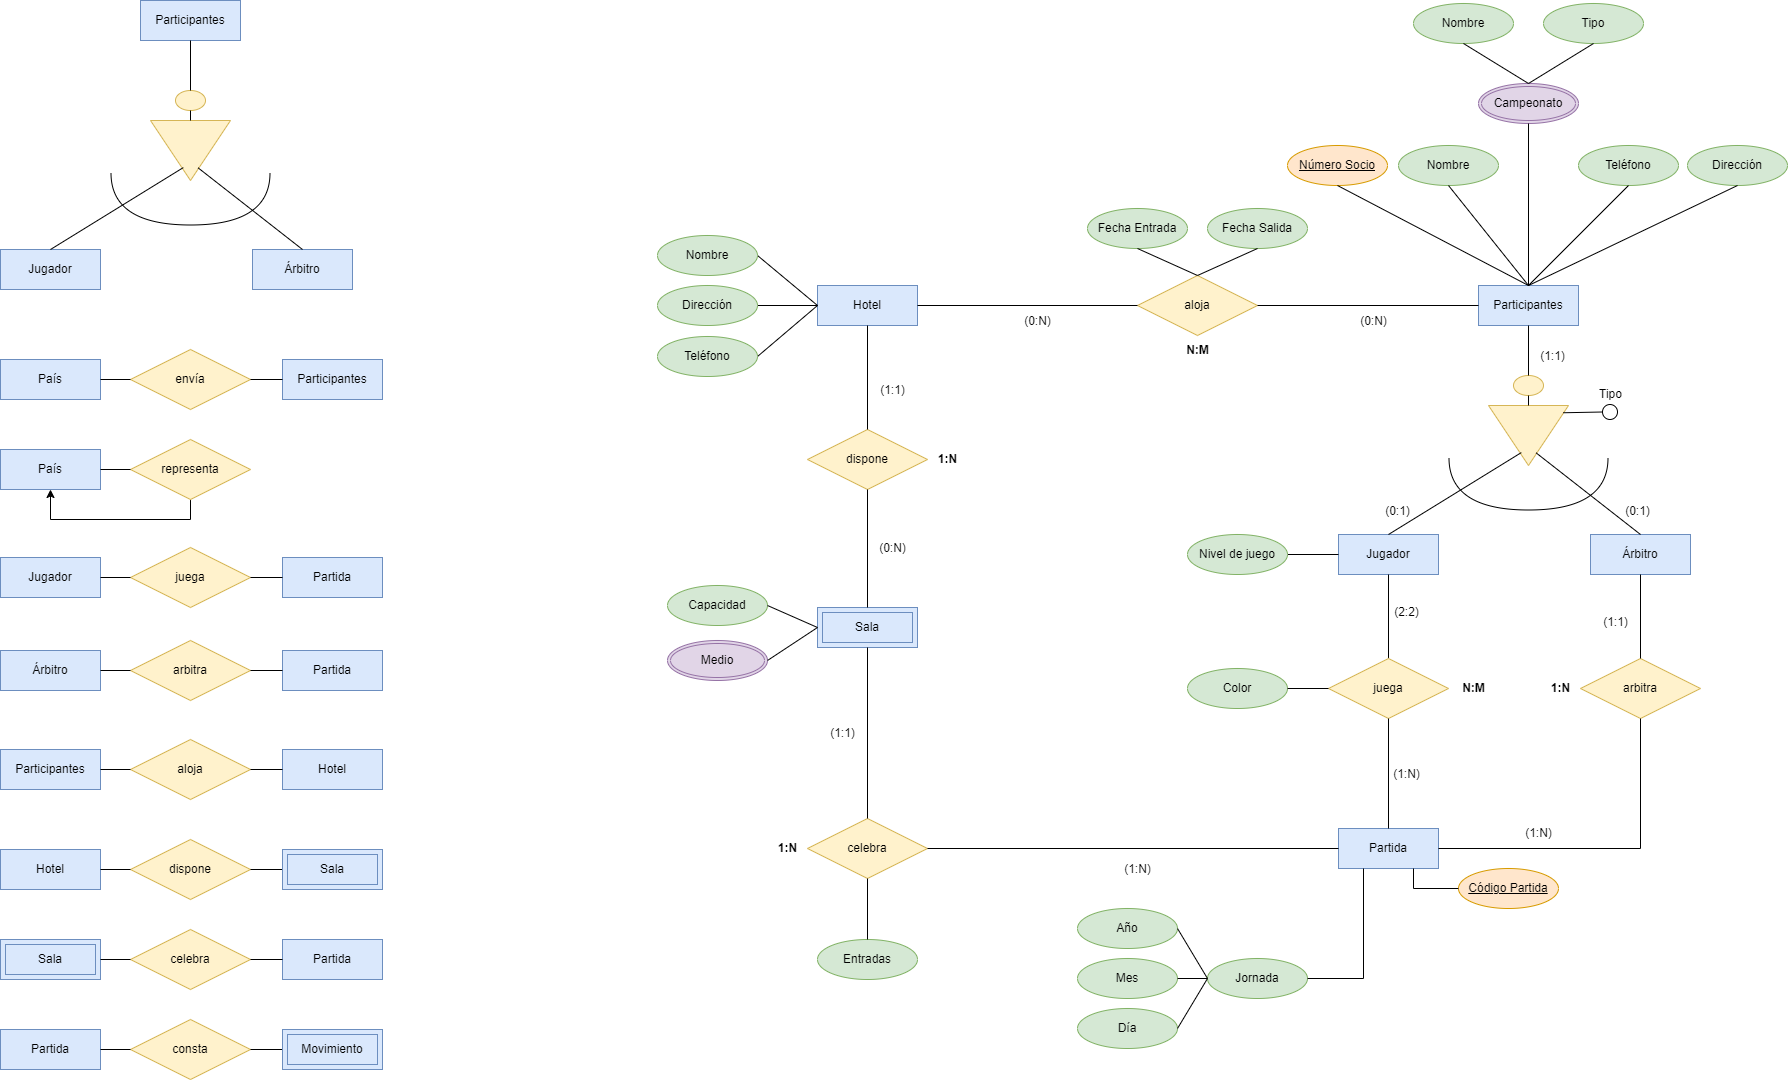 Participantes
Jugador
Árbitro
País
envía
Participantes
País
representa
Jugador
juega
Partida
Árbitro
arbitra
Partida
Participantes
aloja
Hotel
Hotel
dispone
Sala
Sala
celebra
Partida
Partida
consta
Movimiento
Nombre
Tipo
Campeonato
Número Socio
Nombre
Teléfono
Dirección
Fecha Entrada
Fecha Salida
Nombre
Dirección
Teléfono
Hotel
(0:N)
aloja
N:M
(0:N)
Participantes
(1:1)
Tipo
(0:1)
(0:1)
(1:1)
dispone
1:N
(0:N)
Nivel de juego
Jugador
Árbitro
Capacidad
Medio
Sala
(2:2)
(1:1)
Color
juega
N:M
1:N
arbitra
(1:1)
(1:N)
1:N
celebra
(1:N)
Partida
(1:N)
Código Partida
Entradas
Año
Mes
Día
Jornada